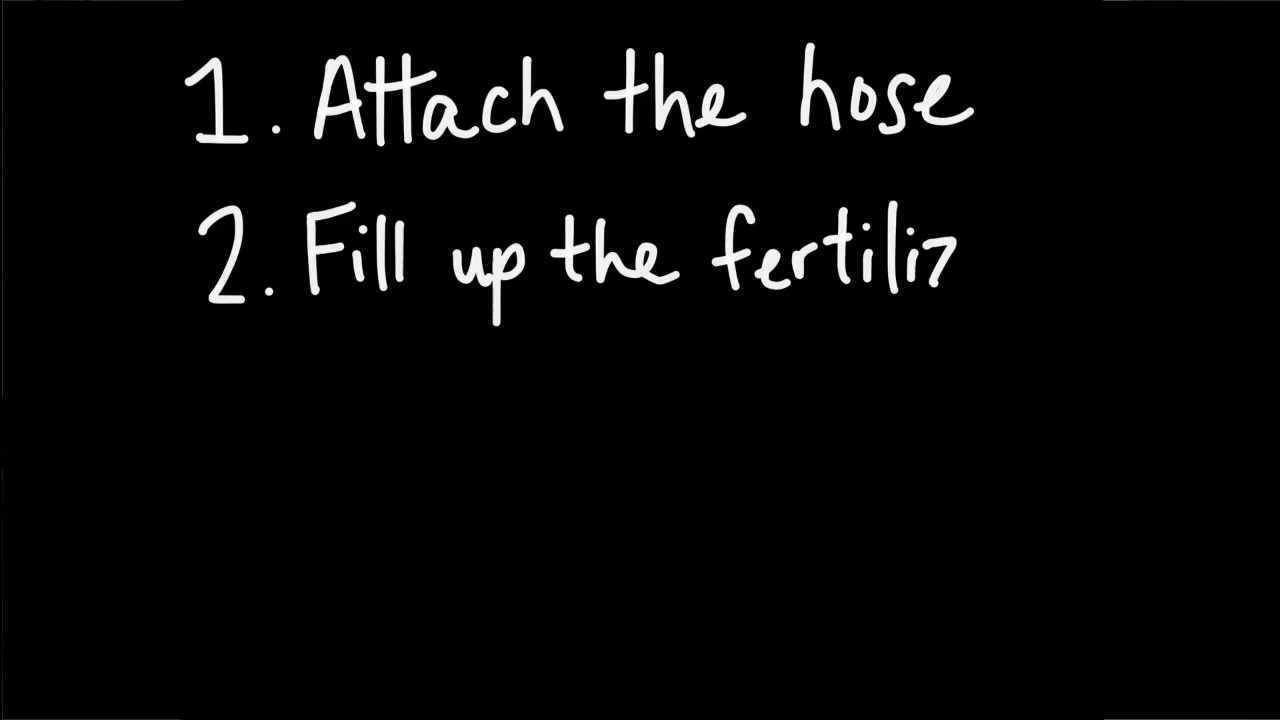 1. Attach the hose
2. Fill up the fertiliz